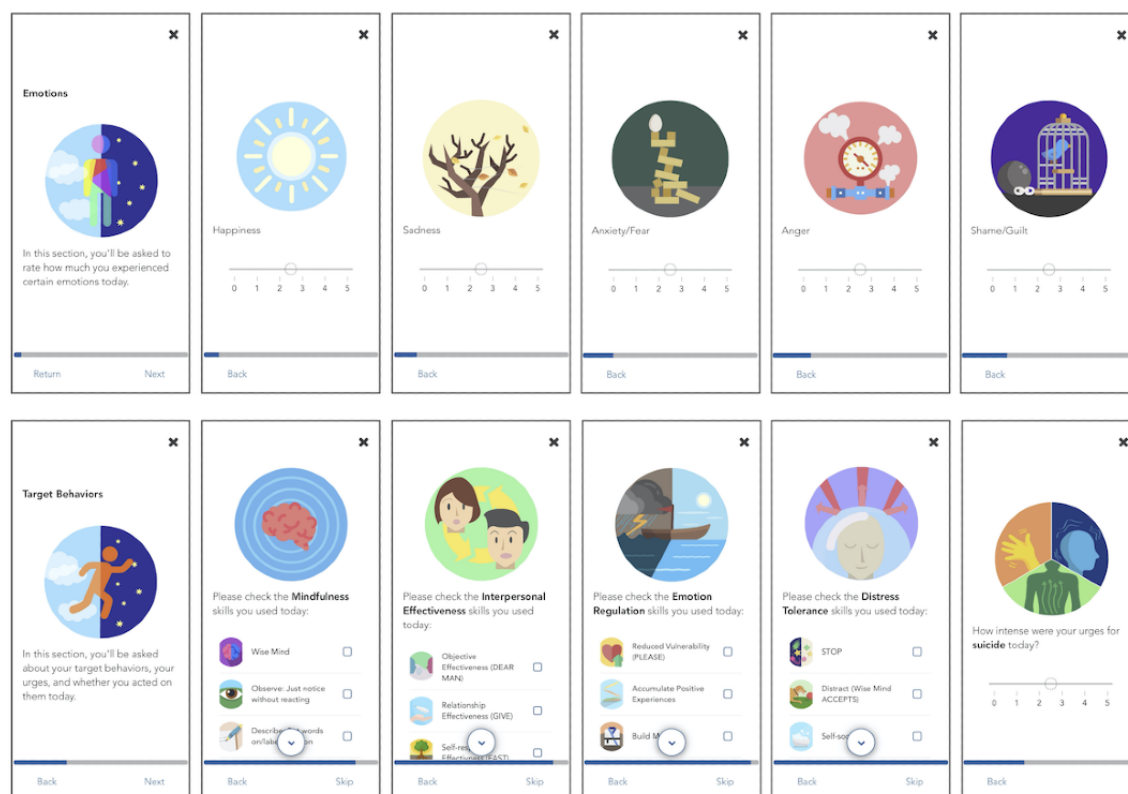 Emotions
In this section, you'll be asked to
rate how much you experienced
certain emotions today.
Return Next
Happiness
0 1 2 3 4 5
Back
Sadness
0 1 2 3 4 5
Back
Anxiety/Fear
0 1 2 3 4 5
Back
Anger
0 1 2 3 4 5
Back
Shame/Guilt
0 1 2 3 4 5
Back
Target Behaviors
In this section, you'll be asked
about your target behaviors, your
urges, and whether you acted on
them today.
Back Next
Please check the Mindfulness
skills you used today:
Wise Mind
Observe: Just notice
without reacting
Describe: words
Back Skip
Please check the Interpersonal
Effectiveness skills you used
today:
Objective
Effectiveness (DEAR
MAN)
Relationship
Effectiveness (GIVE)
Effectiveness (FAST)
Back Skip
Please check the Emotion
Regulation skills you used today:
Reduced Vulnerability
(PLEASE)
Accumulate Positive
Experiences
Build
Back Skip
Please check the Distress
Tolerance skills you used today:
STOP
Distract (Wise Mind
ACCEPTS)
Back Skip
How intense were your urges for
suicide today?
0 1 2 3 4 5
Back